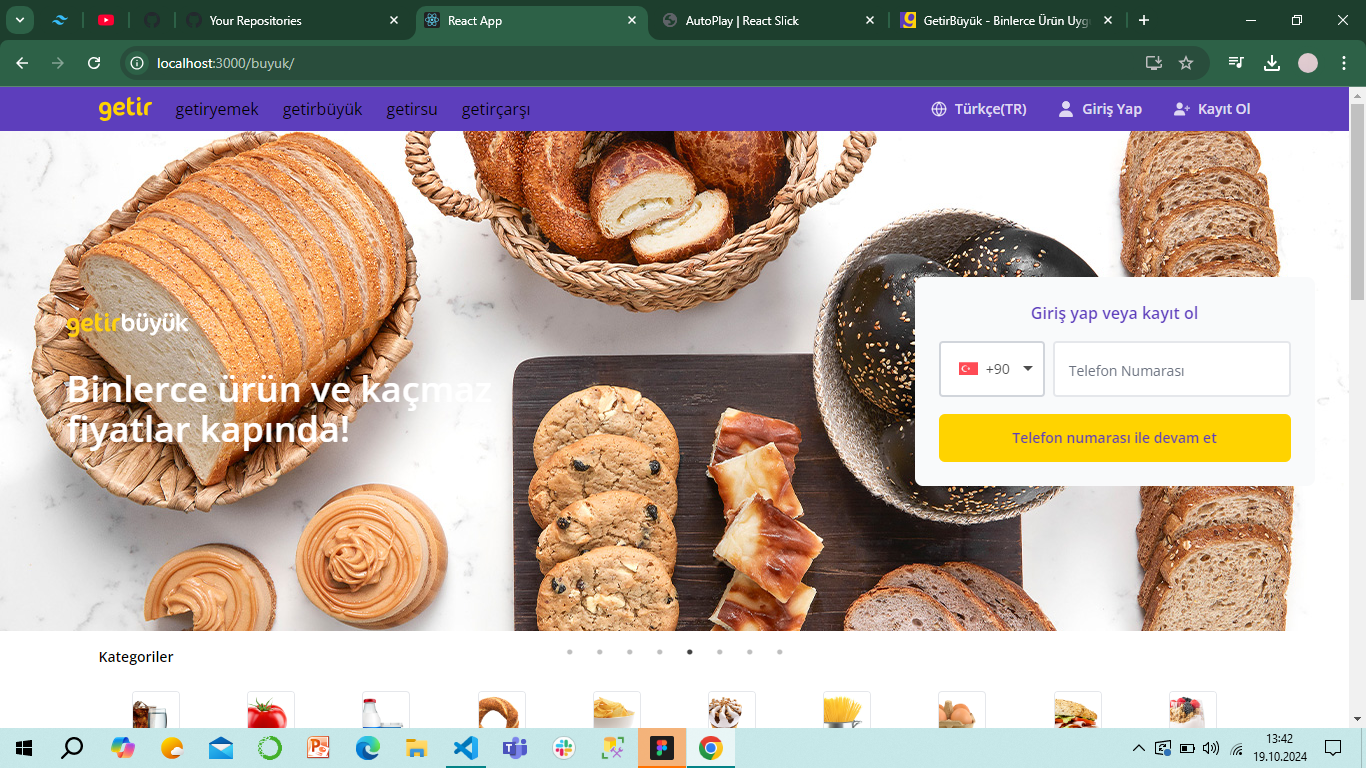 Your Repositories
React App
AutoPlay | React Slick
GetirBüyük - Binlerce Ürün Uyg
localhost:3000/buyuk/
getir
getiryemek
getirbüyük
getirsu
getirçarşı
Türkçe(TR)
Giriş Yap
Kayıt Ol
getirbüyük
Binlerce ürün ve kaçmaz
fiyatlar kapında!
Giriş yap veya kayıt ol
+90
Telefon Numarası
Telefon numarası ile devam et
Kategoriler
13:42
19.10.2024